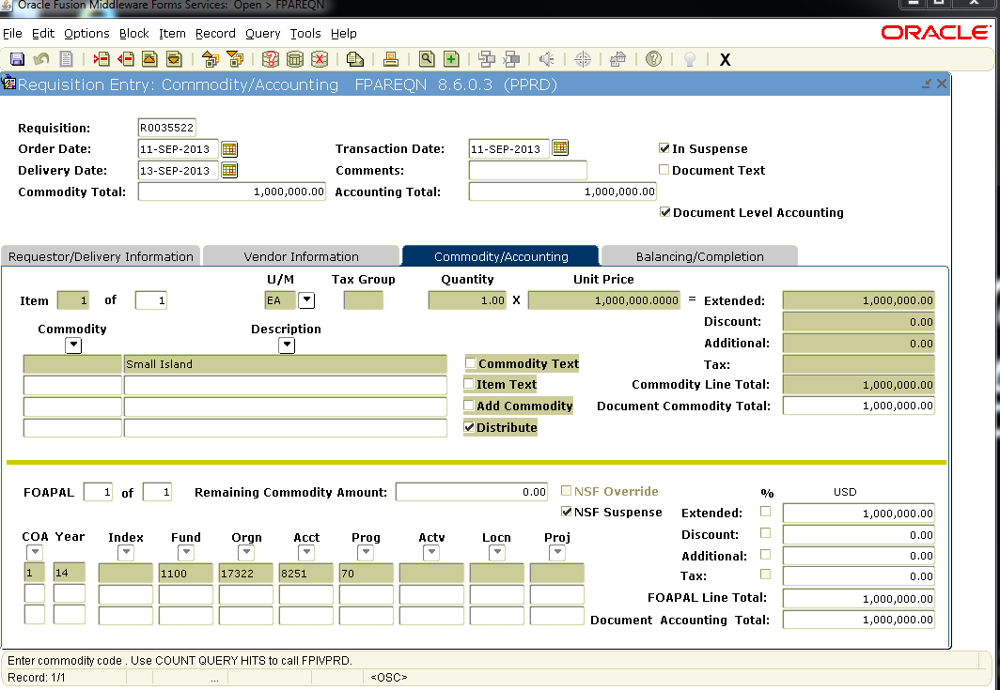 Oracle Fusion Middleware Forms Services: Open > FPAREQN
File Edit Options Block Item Record Query Tools Help
ORACLE
X
Requisition Entry: Commodity/Accounting FPAREQN 8.6.0.3 (PPRD)
Requisition: R0035522
Order Date: 11-SEP-2013 Transaction Date: 11-SEP-2013 In Suspense
Delivery Date: 13-SEP-2013 Comments: Document Text
Commodity Total: 1,000,000.00 Accounting Total: 1,000,000.00
Document Level Accounting
Requestor/Delivery Information Vendor Information Commodity/Accounting Balancing/Completion
U/M Tax Group Quantity Unit Price
Item 1 of 1 EA 1.00 X 1,000,000.0000 = Extended: 1,000,000.00
Discount: 0.00
Commodity Description Additional: 0.00
Small Island Commodity Text Tax:
Item Text Commodity Line Total: 1,000,000.00
Add Commodity Document Commodity Total: 1,000,000.00
Distribute
FOAPAL 1 of 1 Remaining Commodity Amount: 0.00 NSF Override % USD
NSF Suspense Extended: 1,000,000.00
COA Year Index Fund Orgn Acct Prog Actv Locn Proj Discount: 0.00
Additional: 0.00
1 14 1100 17322 8251 70 Tax: 0.00
FOAPAL Line Total: 1,000,000.00
Document Accounting Total: 1,000,000.00
Enter commodity code . Use COUNT QUERY HITS to call FPIVPRD.
Record: 1/1 ... <OSC>